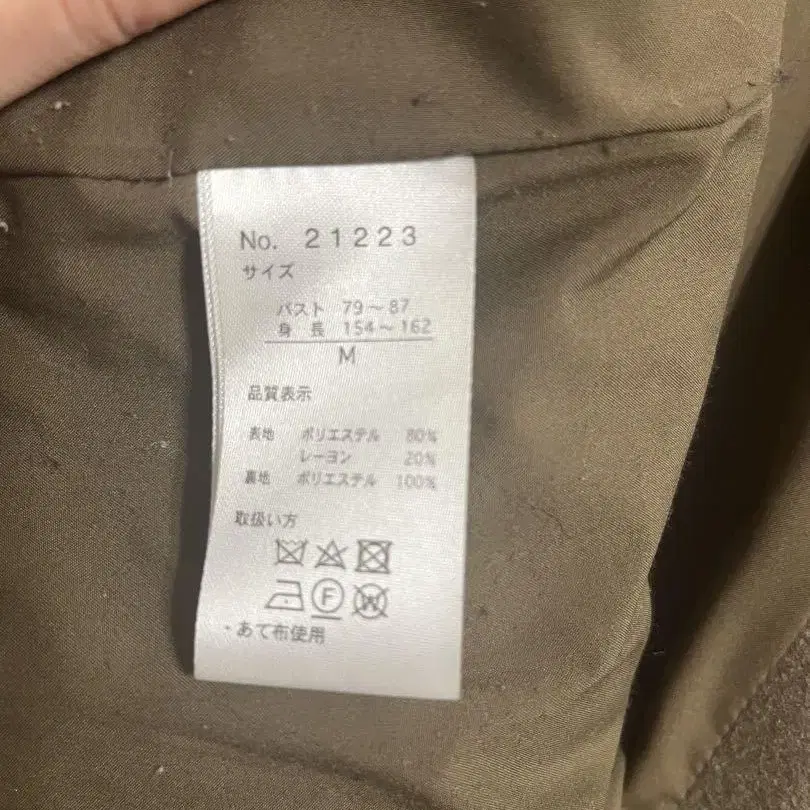 No. 21223
サイズ
バスト 79～87
身 長 154～162
M
品質表示
表地 ポリエステル 80%
レーヨン 20%
裏地 ポリエステル 100%
取扱い方
F W
・あて布使用